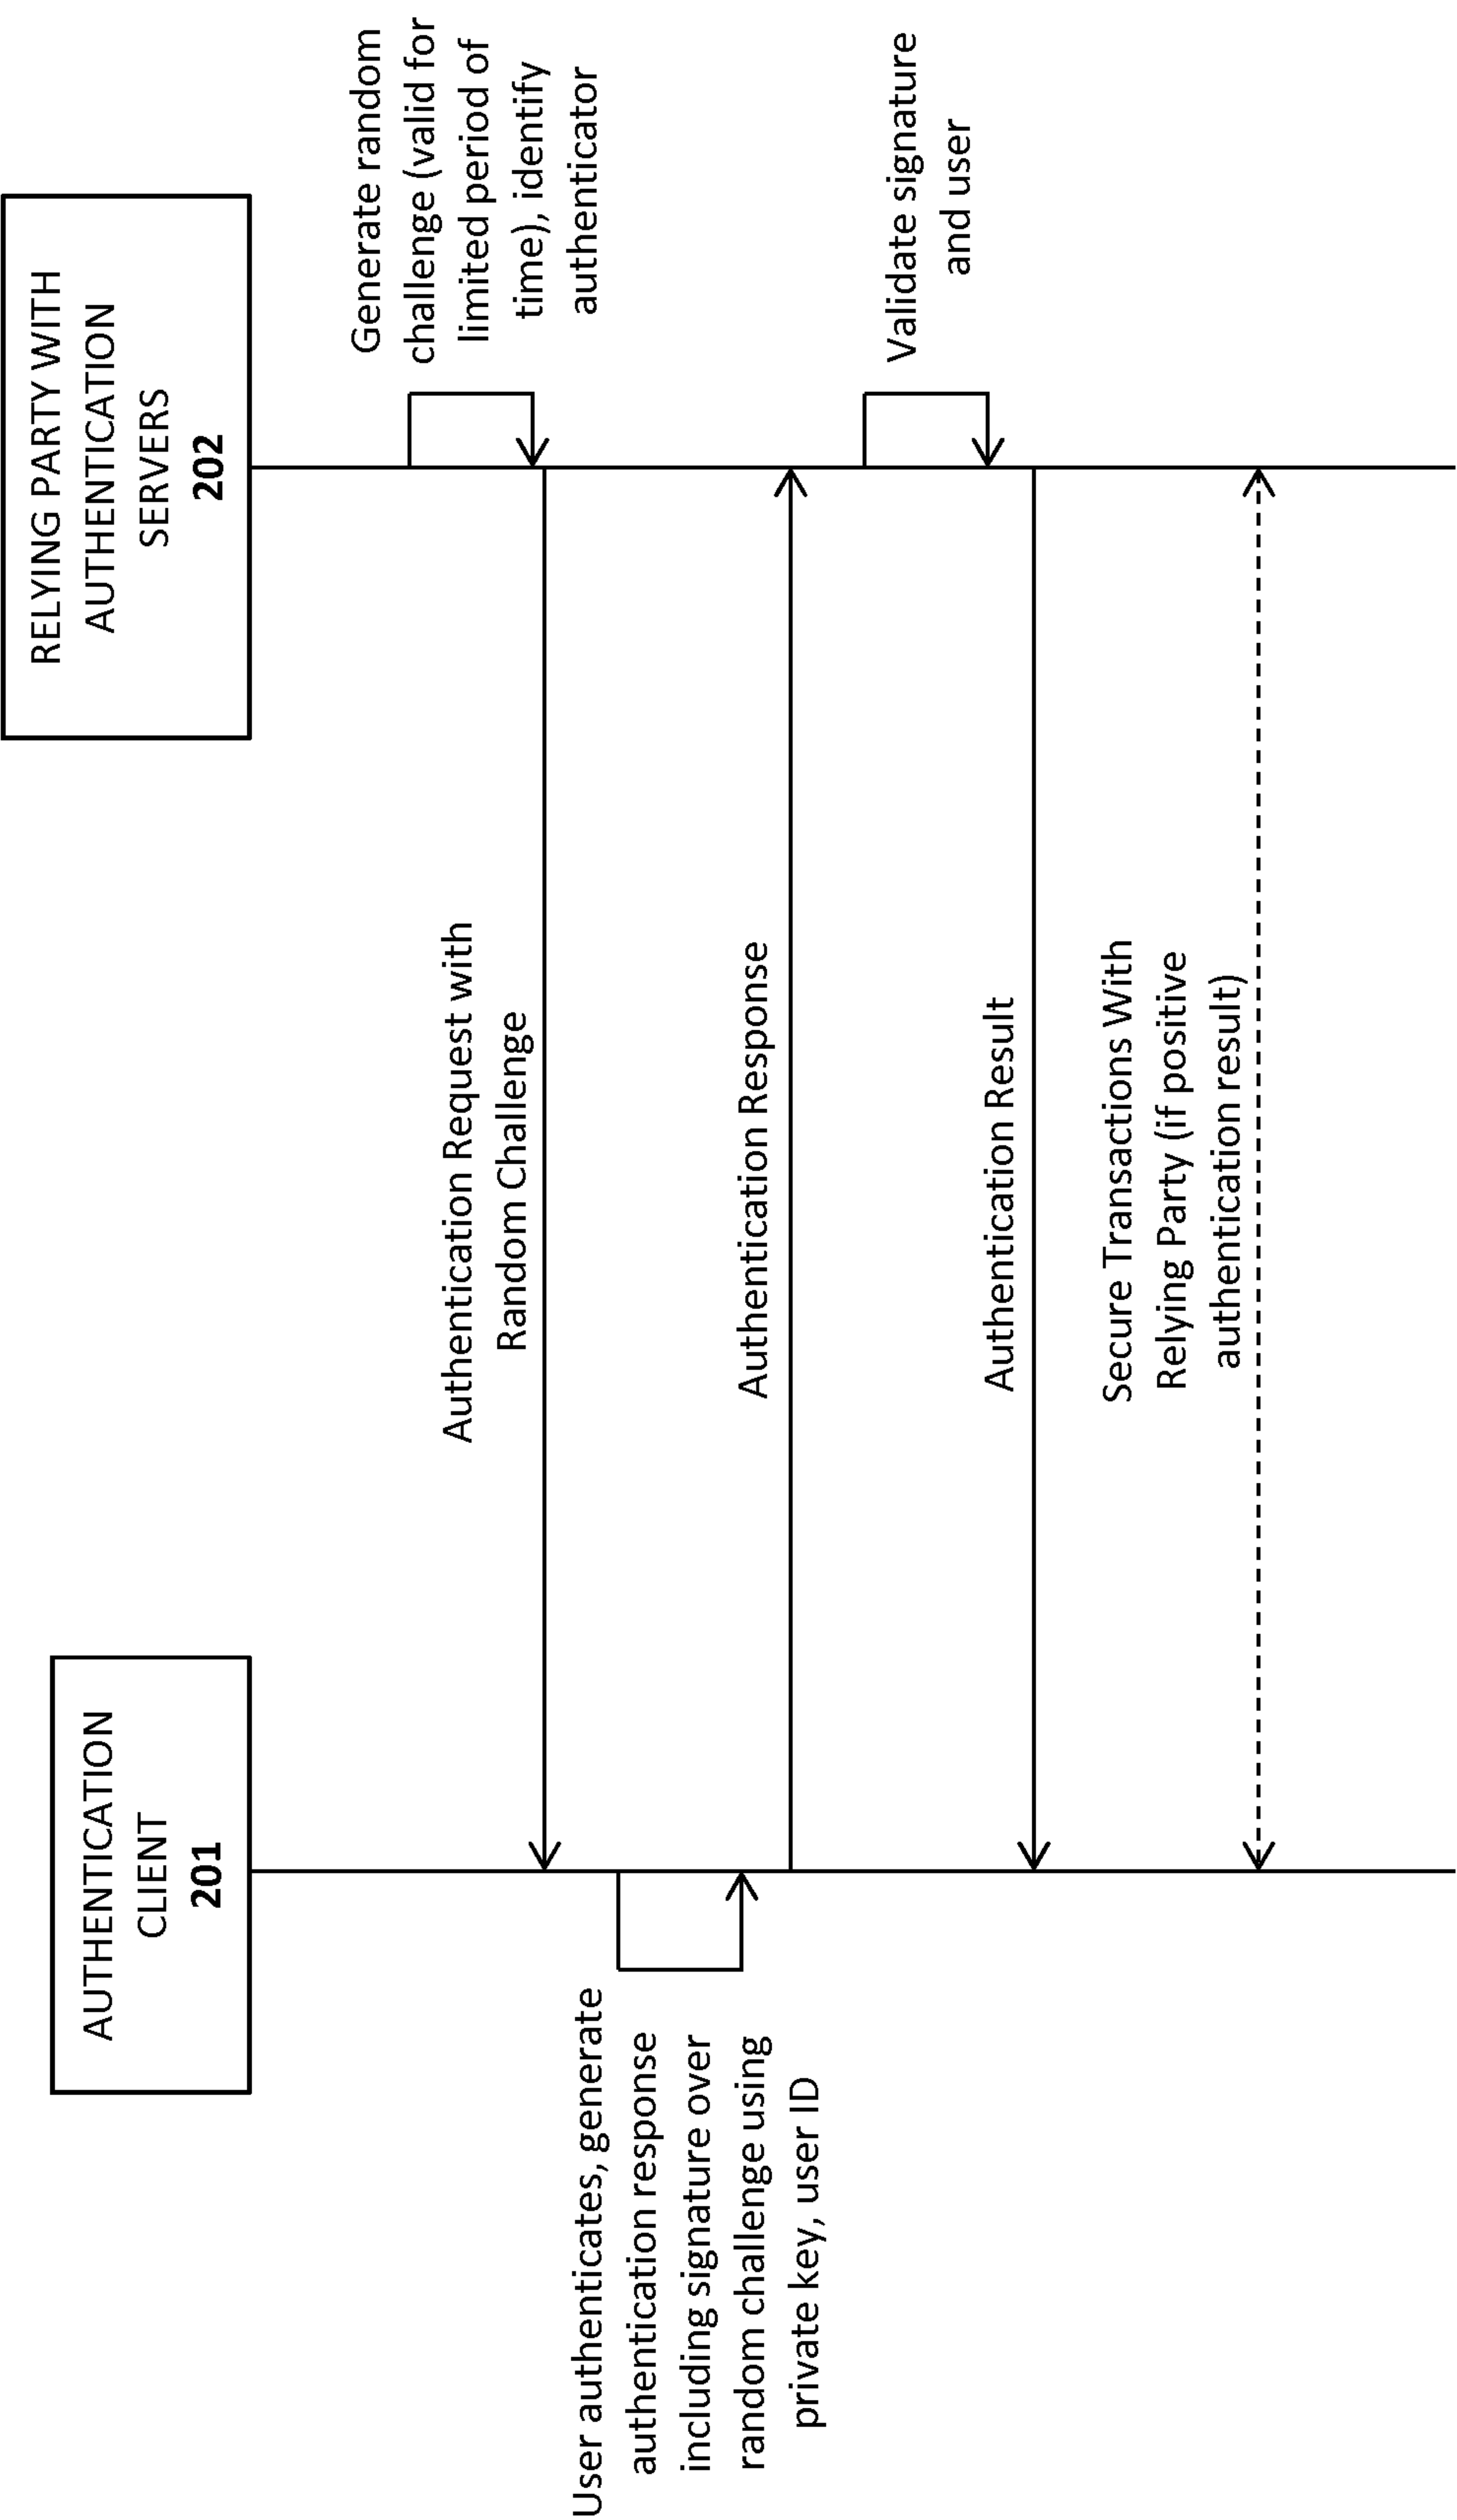 AUTHENTICATION
CLIENT
201
RELYING PARTY WITH
AUTHENTICATION
SERVERS
202
Generate random
challenge (valid for
limited period of
time), identify
authenticator
Authentication Request with
Random Challenge
User authenticates, generate
authentication response
including signature over
random challenge using
private key, user ID
Authentication Response
Validate signature
and user
Authentication Result
Secure Transactions With
Relying Party (if positive
authentication result)